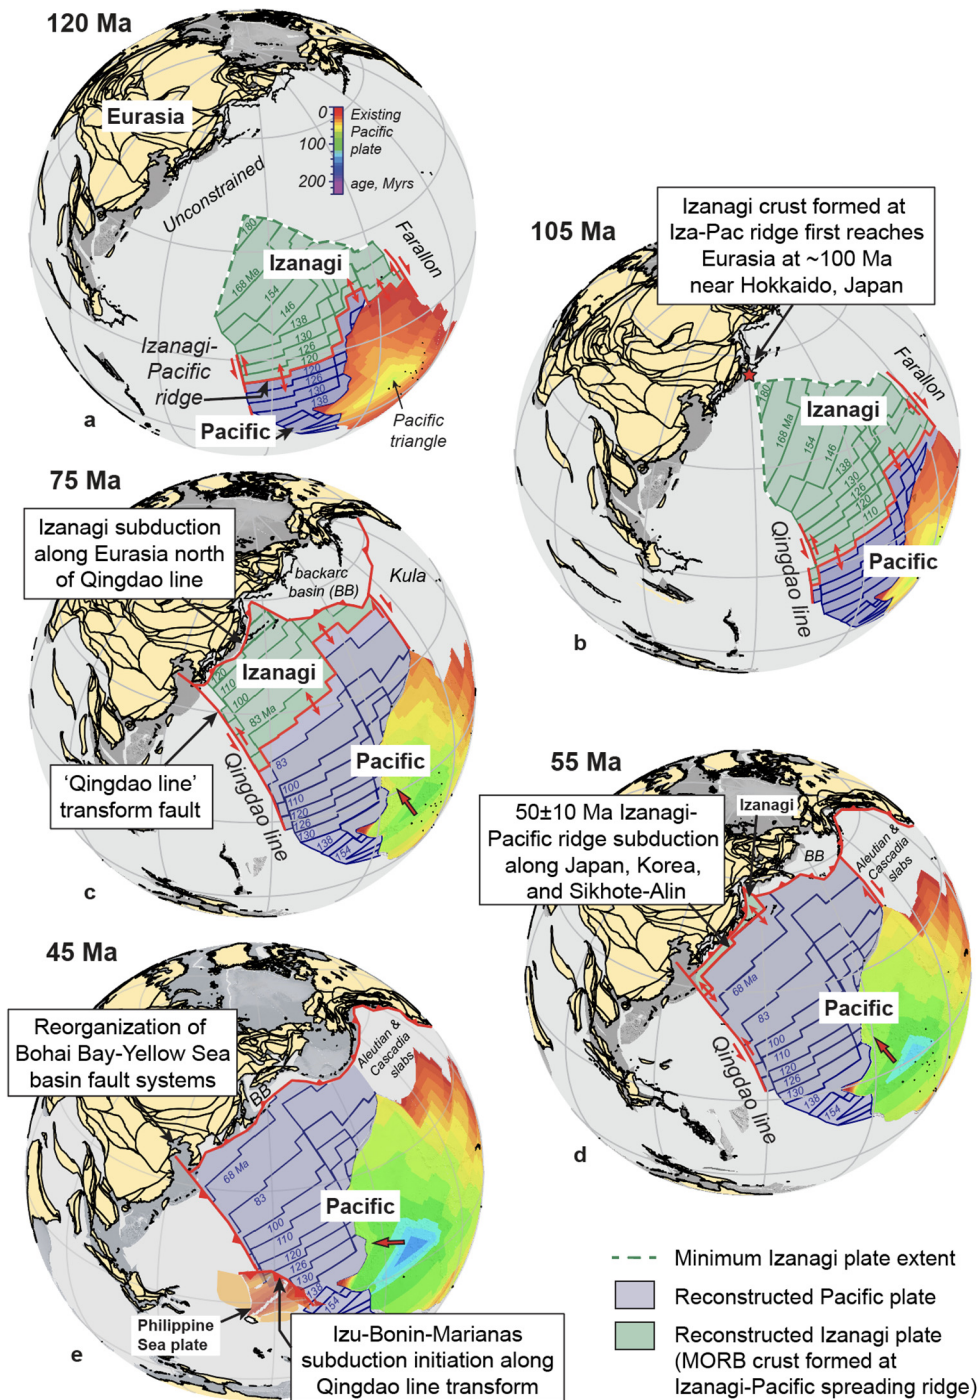 120 Ma
Eurasia
Unconstrained
0
100
200
Existing
Pacific
plate
age, Myrs
Izanagi
Farallon
180
168 Ma
154
146
138
130
126
120
120
126
130
138
Izanagi-
Pacific
ridge
Pacific
Pacific
triangle
a
105 Ma
Izanagi crust formed at
Iza-Pac ridge first reaches
Eurasia at ~100 Ma
near Hokkaido, Japan
Farallon
Izanagi
180
168 Ma
154
146
138
130
126
120
110
Pacific
Qingdao line
b
75 Ma
Izanagi subduction
along Eurasia north
of Qingdao line
backarc
basin (BB)
Kula
Izanagi
120
110
100
83 Ma
83
100
110
120
126
130
138
154
Pacific
'Qingdao line'
transform fault
Qingdao line
c
55 Ma
Izanagi
50±10 Ma Izanagi-
Pacific ridge subduction
along Japan, Korea,
and Sikhote-Alin
BB
Aleutian &
Cascadia
slabs
68 Ma
83
100
110
120
126
130
138
154
Pacific
Qingdao line
d
45 Ma
Reorganization of
Bohai Bay-Yellow Sea
basin fault systems
BB
Aleutian &
Cascadia
slabs
68 Ma
83
100
110
120
126
130
138
154
Pacific
Philippine
Sea plate
Izu-Bonin-Marianas
subduction initiation along
Qingdao line transform
e
Minimum Izanagi plate extent
Reconstructed Pacific plate
Reconstructed Izanagi plate
(MORB crust formed at
Izanagi-Pacific spreading ridge)